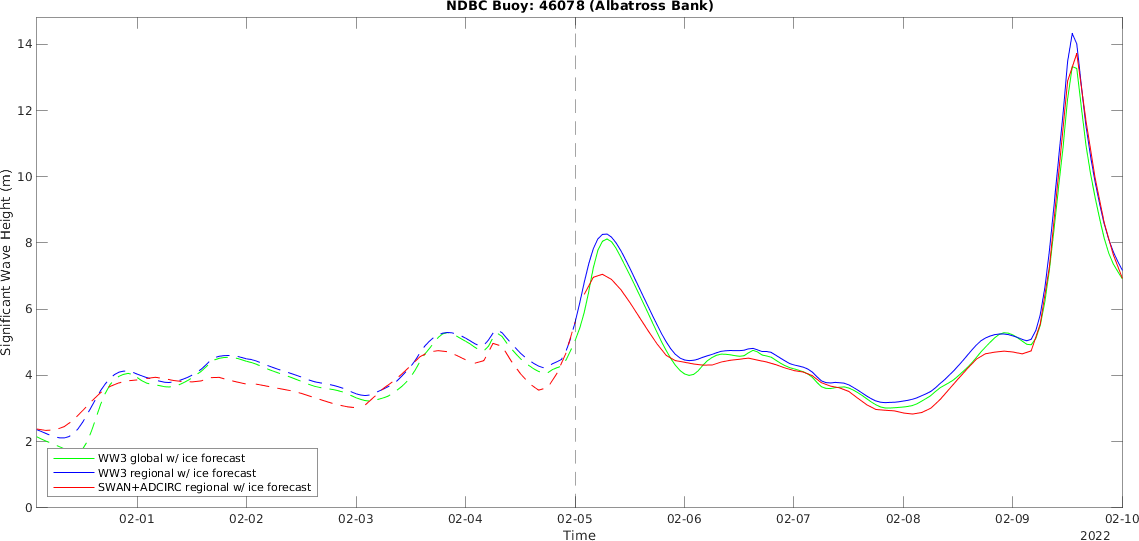 NDBC Buoy: 46078 (Albatross Bank)
14
12
10
8
6
4
2
0
Significant Wave Height (m)
WW3 global w/ ice forecast
WW3 regional w/ ice forecast
SWAN+ADCIRC regional w/ ice forecast
02-01 02-02 02-03 02-04 02-05 02-06 02-07 02-08 02-09 02-10
Time
2022